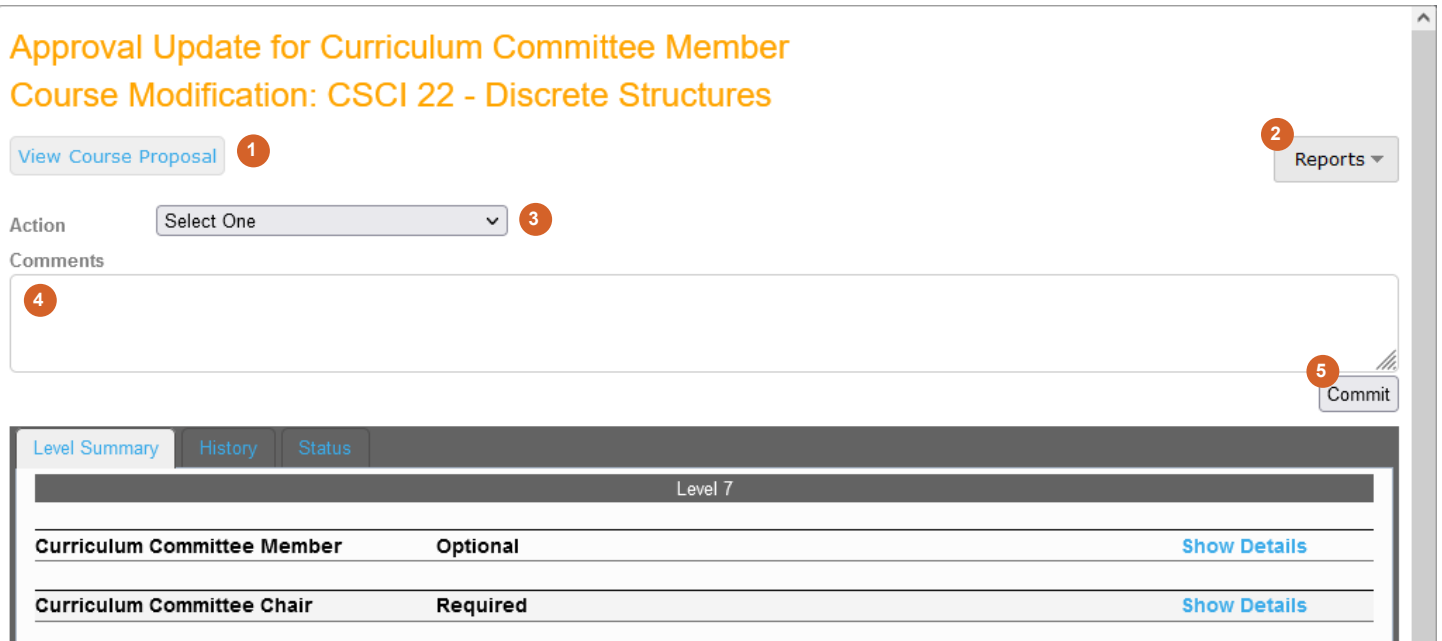 Approval Update for Curriculum Committee Member
Course Modification: CSCI 22 - Discrete Structures
View Course Proposal 1
2
Reports
Action Select One 3
Comments
4
5
Commit
Level Summary History Status
Level 7
Curriculum Committee Member Optional Show Details
Curriculum Committee Chair Required Show Details